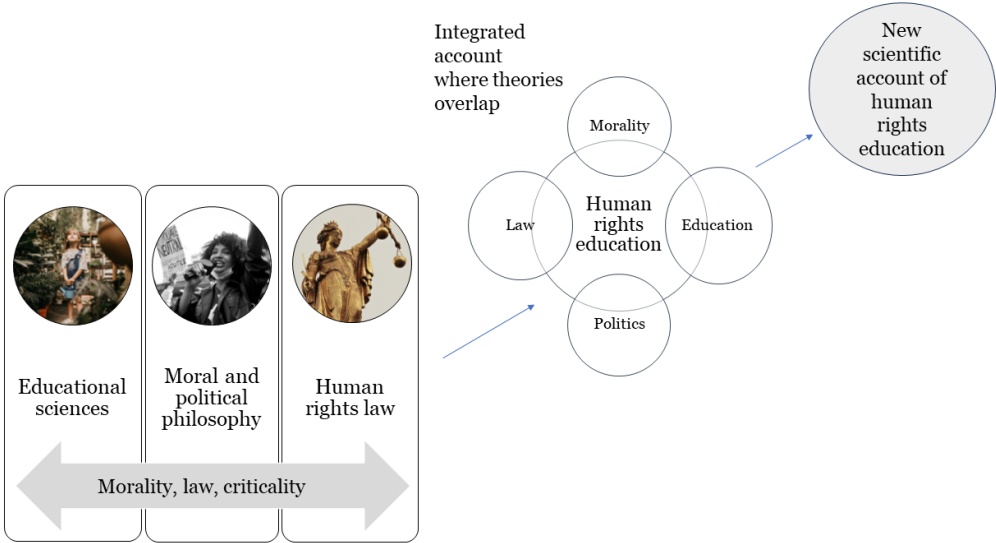 Educational
sciences
Moral and
political
philosophy
Human
rights law
Morality, law, criticality
Integrated
account
where theories
overlap
Morality
Law
Human
rights
education
Education
Politics
New
scientific
account of
human
rights
education